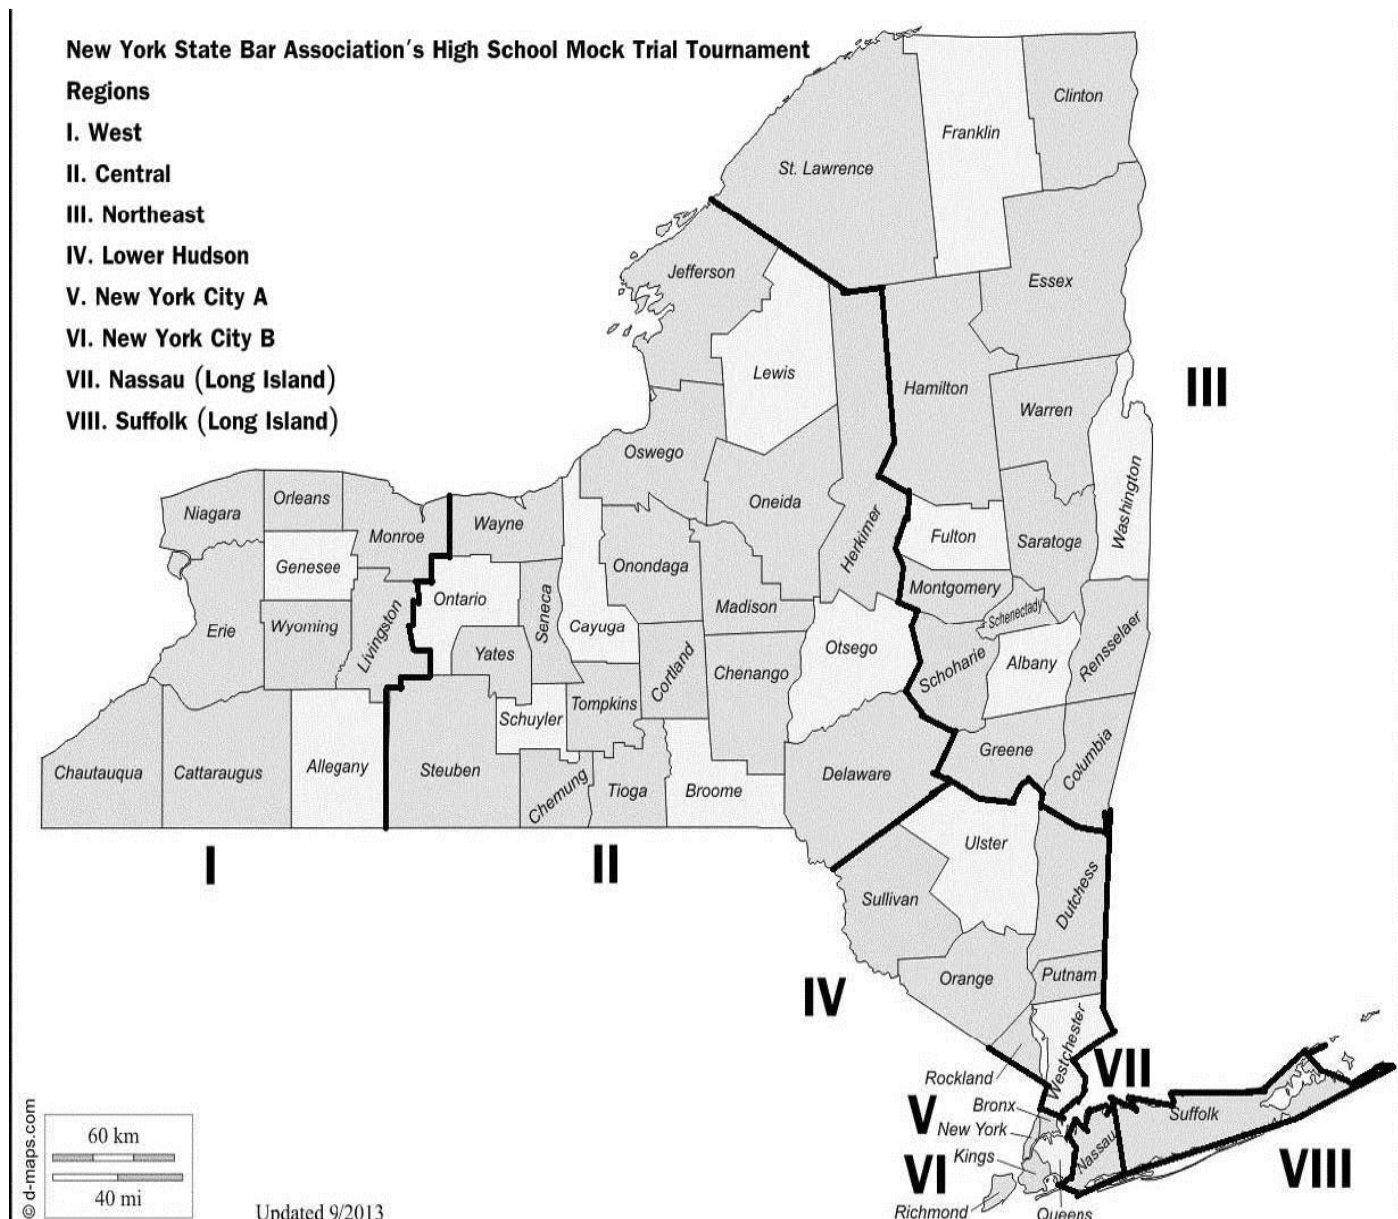 New York State Bar Association's High School Mock Trial Tournament
Regions
I. West
II. Central
III. Northeast
IV. Lower Hudson
V. New York City A
VI. New York City B
VII. Nassau (Long Island)
VIII. Suffolk (Long Island)
Clinton
Franklin
St. Lawrence
Jefferson
Essex
Lewis
Hamilton
III
Warren
Oswego
Washington
Orleans
Niagara
Oneida
Wayne
Monroe
Herkimer
Fulton
Saratoga
Genesee
Onondaga
Montgomery
Ontario
Madison
Schenectady
Livingston
Seneca
Wyoming
Erie
Cayuga
Otsego
Rensselaer
Yates
Schoharie
Albany
Cortland
Chenango
Tompkins
Schuyler
Greene
Columbia
Chautauqua
Cattaraugus
Allegany
Steuben
Chemung
Tioga
Broome
Delaware
Ulster
I
II
Sullivan
Dutchess
Putnam
Orange
IV
Westchester
Rockland
VII
Bronx
V
New York
Suffolk
Nassau
Kings
VI
VIII
Richmond
Queens
60 km
40 mi
© d-maps.com
Updated 9/2013